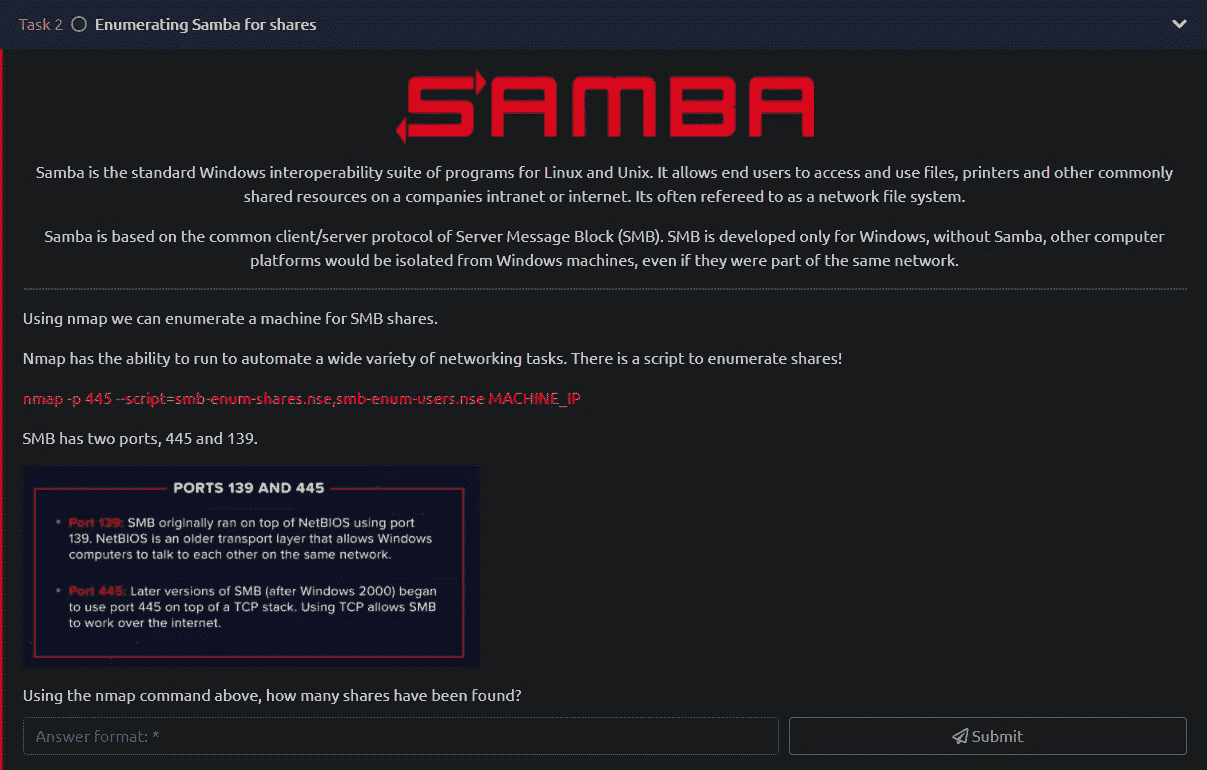 Task 2 Enumerating Samba for shares
SAMBA
Samba is the standard Windows interoperability suite of programs for Linux and Unix. It allows end users to access and use files, printers and other commonly
shared resources on a companies intranet or internet. Its often refereed to as a network file system.
Samba is based on the common client/server protocol of Server Message Block (SMB). SMB is developed only for Windows, without Samba, other computer
platforms would be isolated from Windows machines, even if they were part of the same network.
Using nmap we can enumerate a machine for SMB shares.
Nmap has the ability to run to automate a wide variety of networking tasks. There is a script to enumerate shares!
nmap -p 445 --script=smb-enum-shares.nse,smb-enum-users.nse MACHINE_IP
SMB has two ports, 445 and 139.
PORTS 139 AND 445
• Port 139: SMB originally ran on top of NetBIOS using port
139. NetBIOS is an older transport layer that allows Windows
computers to talk to each other on the same network.
• Port 445: Later versions of SMB (after Windows 2000) began
to use port 445 on top of a TCP stack. Using TCP allows SMB
to work over the internet.
Using the nmap command above, how many shares have been found?
Answer format: *
Submit